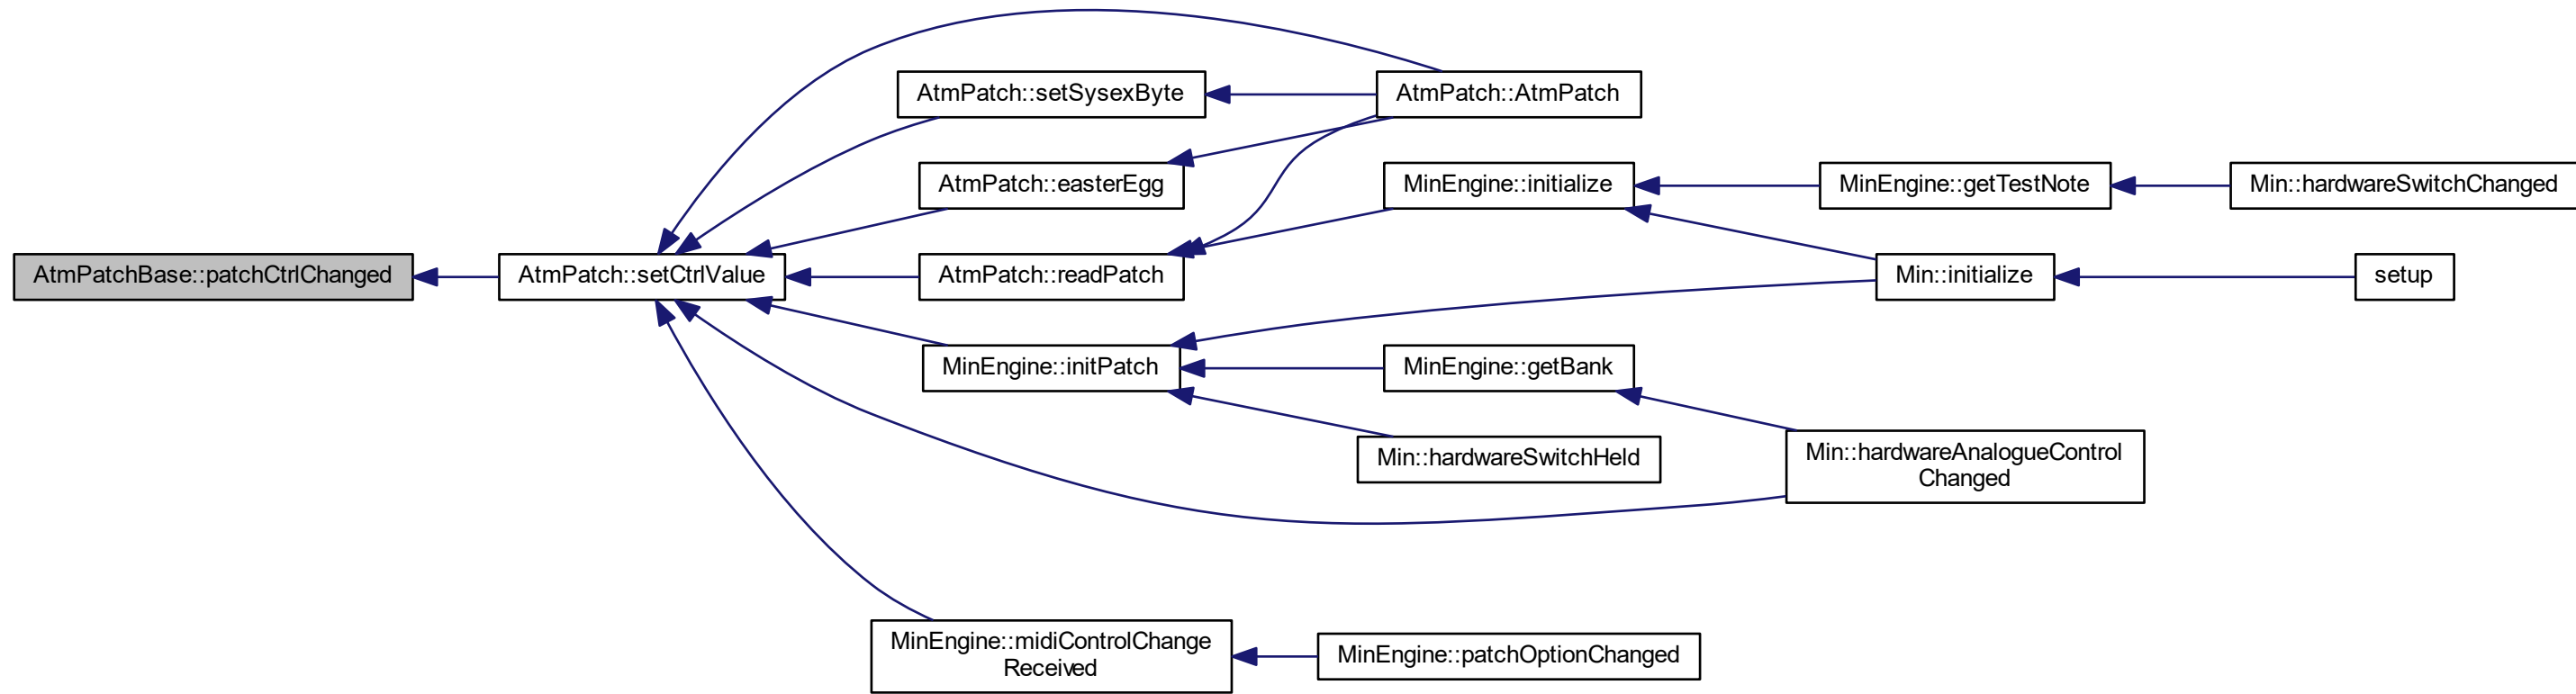 AtmPatch::setSysexByte
AtmPatch::AtmPatch
AtmPatch::easterEgg
MinEngine::initialize
MinEngine::getTestNote
Min::hardwareSwitchChanged
AtmPatchBase::patchCtrlChanged
AtmPatch::setCtrlValue
AtmPatch::readPatch
Min::initialize
setup
MinEngine::initPatch
MinEngine::getBank
Min::hardwareSwitchHeld
Min::hardwareAnalogueControl
Changed
MinEngine::midiControlChange
Received
MinEngine::patchOptionChanged